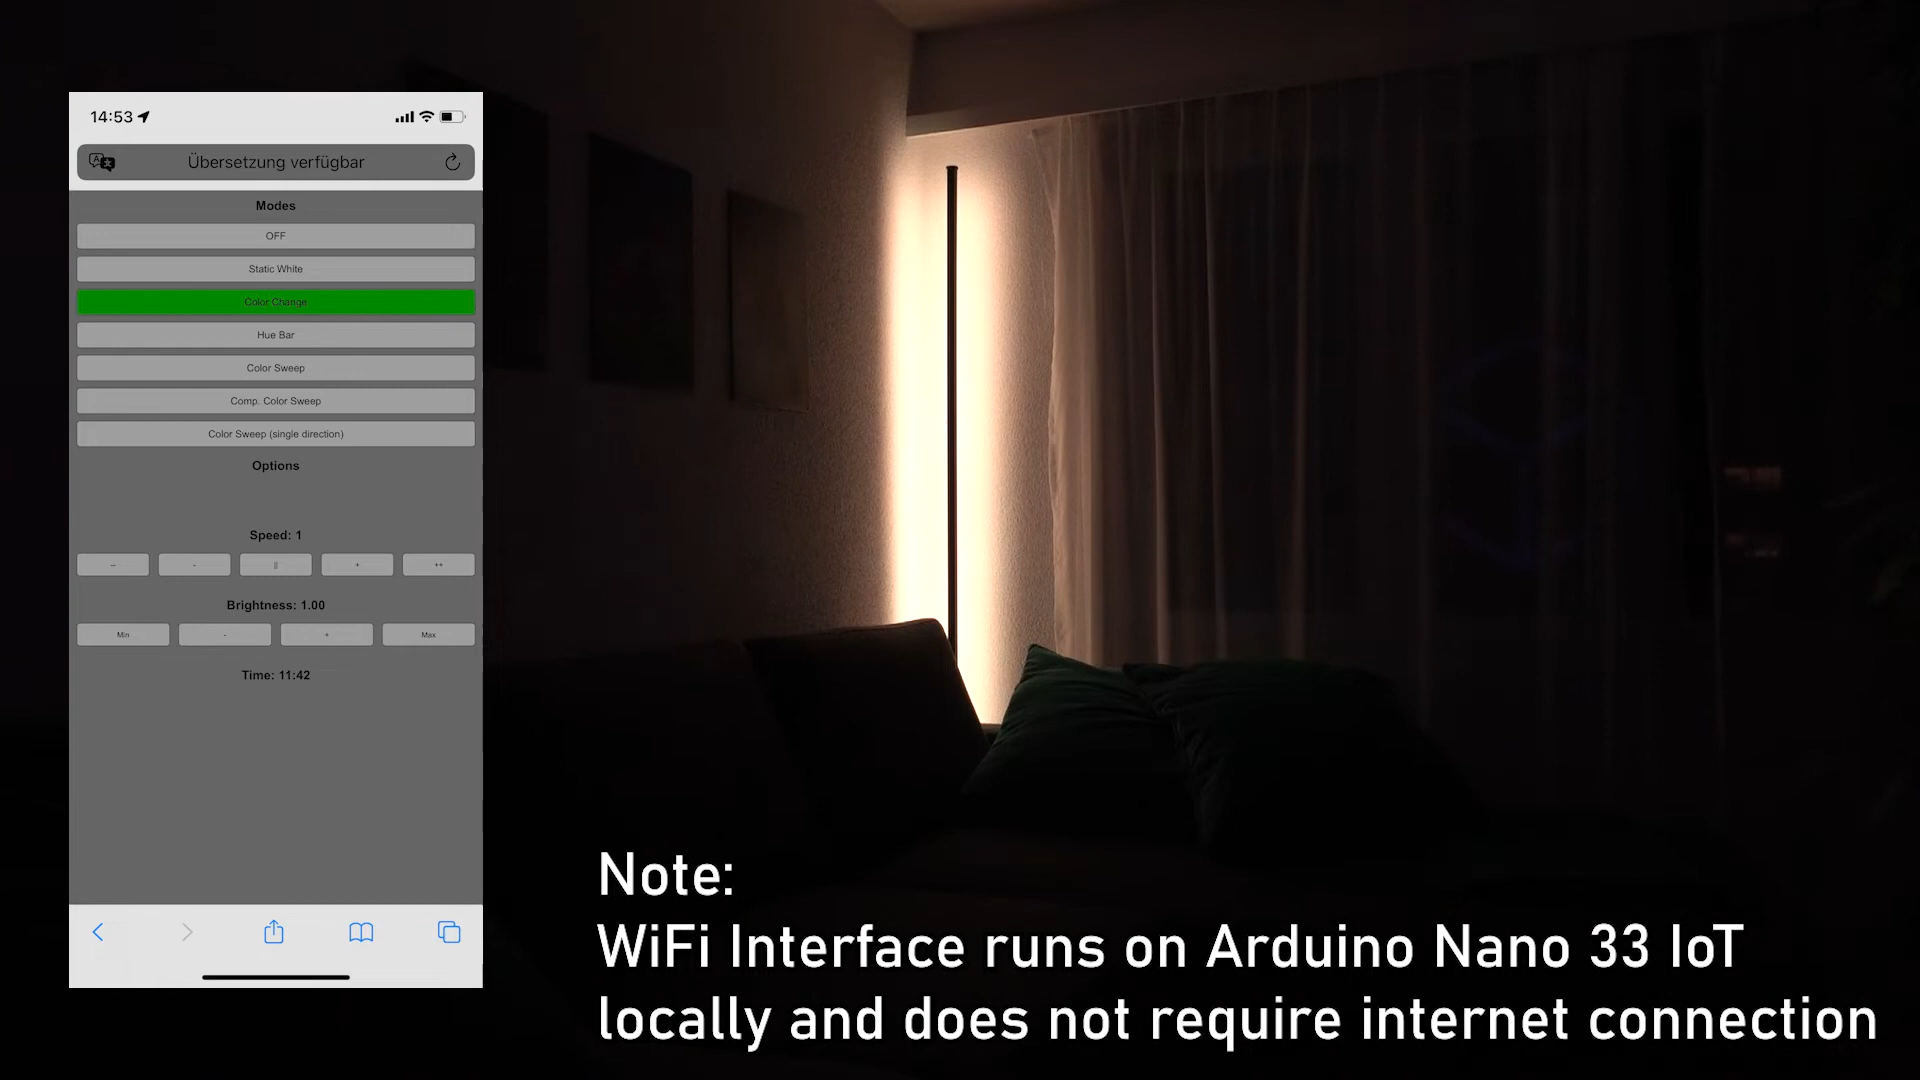 14:53
Übersetzung verfügbar
Modes
OFF
Static White
Color Change
Hue Bar
Color Sweep
Comp. Color Sweep
Color Sweep (single direction)
Options
Speed: 1
-- - || + ++
Brightness: 1.00
Min - + Max
Time: 11:42
Note:
WiFi Interface runs on Arduino Nano 33 IoT
locally and does not require internet connection